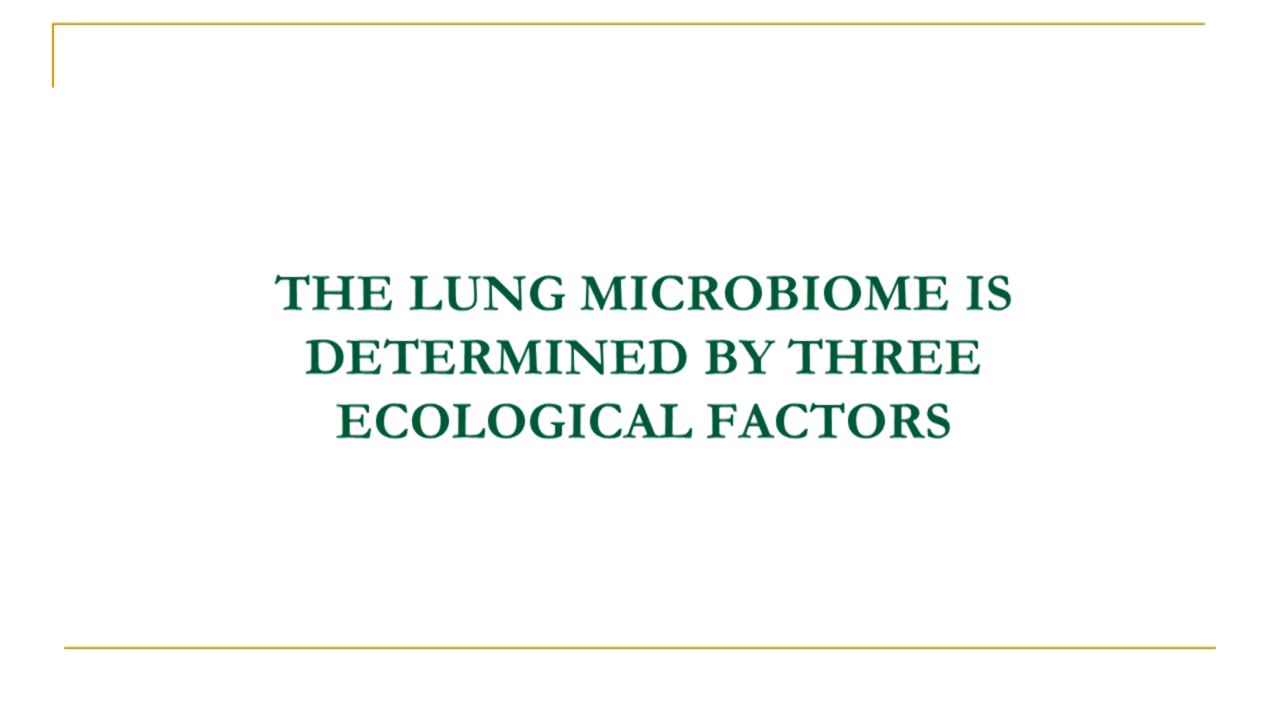 THE LUNG MICROBIOME IS
DETERMINED BY THREE
ECOLOGICAL FACTORS